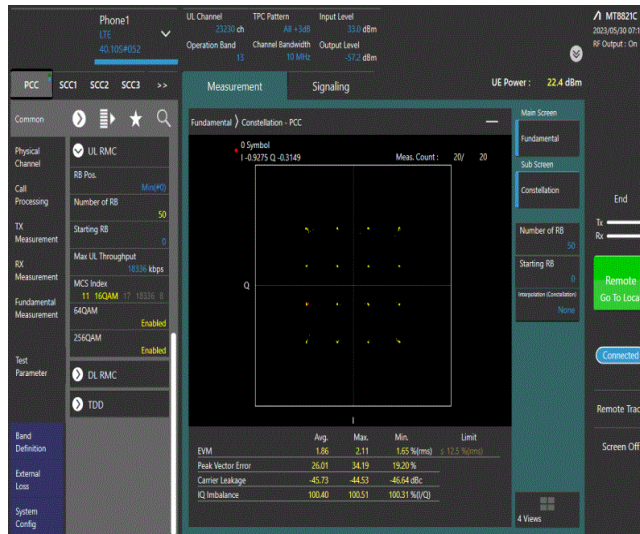 Phone1
LTE
40.10S#052
UL Channel
23230 ch
TPC Pattern
All +3dB
Input Level
33.0 dBm
Operation Band
13
Channel Bandwidth
10 MHz
Output Level
-57.2 dBm
MT8821C
2023/05/30 07:1
RF Output : On
PCC
SCC1
SCC2
SCC3
>>
Measurement
Signaling
UE Power : 22.4 dBm
Common
Physical
Channel
Call
Processing
TX
Measurement
RX
Measurement
Fundamental
Measurement
Test
Parameter
Band
Definition
External
Loss
System
Config
UL RMC
RB Pos.
Min(#0)
Number of RB
50
Starting RB
0
Max UL Throughput
18336 kbps
MCS Index
11 16QAM 17 18336 8
64QAM
Enabled
256QAM
Enabled
DL RMC
TDD
Fundamental 》 Constellation - PCC
0 Symbol
I -0.9275 Q -0.3149
Meas. Count : 20/ 20
Q
I
Avg. Max. Min. Limit
EVM 1.86 2.11 1.65 %(rms) ≤ 12.5 %(rms)
Peak Vector Error 26.01 34.19 19.20 %
Carrier Leakage -45.73 -44.53 -46.64 dBc
IQ Imbalance 100.40 100.51 100.31 %(I/Q)
Main Screen
Fundamental
Sub Screen
Constellation
Number of RB
50
Starting RB
0
Interpolation (Constellation)
None
4 Views
End
Tx
Rx
Remote
Go To Loca
Connected
Remote Trac
Screen Off